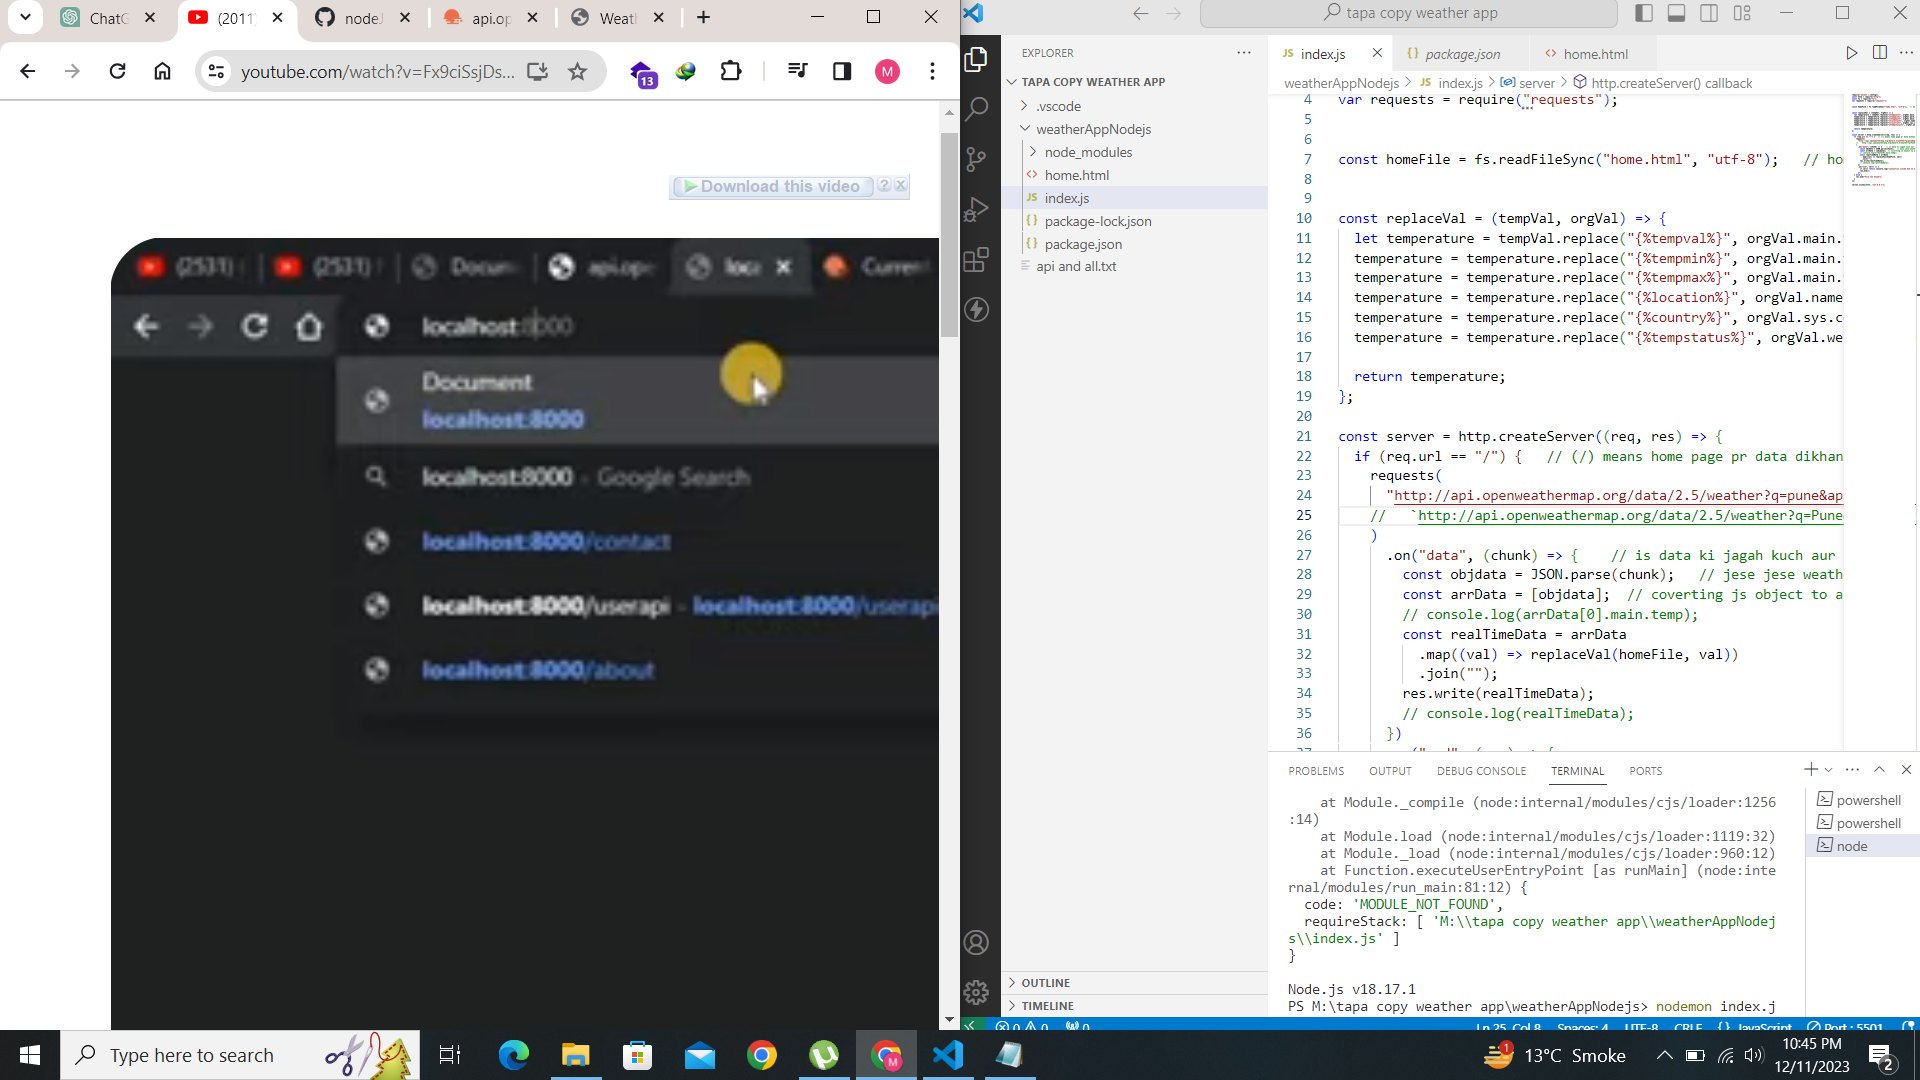 ChatG
(2011)
nodeJ
api.op
Weath
youtube.com/watch?v=Fx9ciSsjDs...
13
M
Download this video
(2531)
(2531)
Docum
api.op
loca
Current
localhost:8000
Document
localhost:8000
localhost:8000 - Google Search
localhost:8000/contact
localhost:8000/userapi - localhost:8000/userapi
localhost:8000/about
tapa copy weather app
EXPLORER
TAPA COPY WEATHER APP
.vscode
weatherAppNodejs
node_modules
home.html
JS index.js
{} package-lock.json
{} package.json
api and all.txt
OUTLINE
TIMELINE
JS index.js
{} package.json
<> home.html
weatherAppNodejs > JS index.js > server > http.createServer() callback
4 var requests = require("requests");
5
6
7 const homeFile = fs.readFileSync("home.html", "utf-8"); // ho
8
9
10 const replaceVal = (tempVal, orgVal) => {
11 let temperature = tempVal.replace("{%tempval%}", orgVal.main.
12 temperature = temperature.replace("{%tempmin%}", orgVal.main.
13 temperature = temperature.replace("{%tempmax%}", orgVal.main.
14 temperature = temperature.replace("{%location%}", orgVal.name
15 temperature = temperature.replace("{%country%}", orgVal.sys.c
16 temperature = temperature.replace("{%tempstatus%}", orgVal.we
17
18 return temperature;
19 };
20
21 const server = http.createServer((req, res) => {
22 if (req.url == "/") { // (/) means home page pr data dikhan
23 requests(
24 "http://api.openweathermap.org/data/2.5/weather?q=pune&ap
25 // `http://api.openweathermap.org/data/2.5/weather?q=Pune
26 )
27 .on("data", (chunk) => { // is data ki jagah kuch aur
28 const objdata = JSON.parse(chunk); // jese jese weath
29 const arrData = [objdata]; // coverting js object to a
30 // console.log(arrData[0].main.temp);
31 const realTimeData = arrData
32 .map((val) => replaceVal(homeFile, val))
33 .join("");
34 res.write(realTimeData);
35 // console.log(realTimeData);
36 })
PROBLEMS OUTPUT DEBUG CONSOLE TERMINAL PORTS
at Module._compile (node:internal/modules/cjs/loader:1256
:14)
at Module.load (node:internal/modules/cjs/loader:1119:32)
at Module._load (node:internal/modules/cjs/loader:960:12)
at Function.executeUserEntryPoint [as runMain] (node:inte
rnal/modules/run_main:81:12) {
code: 'MODULE_NOT_FOUND',
requireStack: [ 'M:\\tapa copy weather app\\weatherAppNodej
s\\index.js' ]
}
Node.js v18.17.1
PS M:\tapa copy weather app\weatherAppNodejs> nodemon index.j
powershell
powershell
node
0 0 0
Ln 25, Col 8 Spaces: 4 UTF-8 CRLF {} JavaScript Port : 5501
Type here to search
1
13°C Smoke
10:45 PM
12/11/2023
2